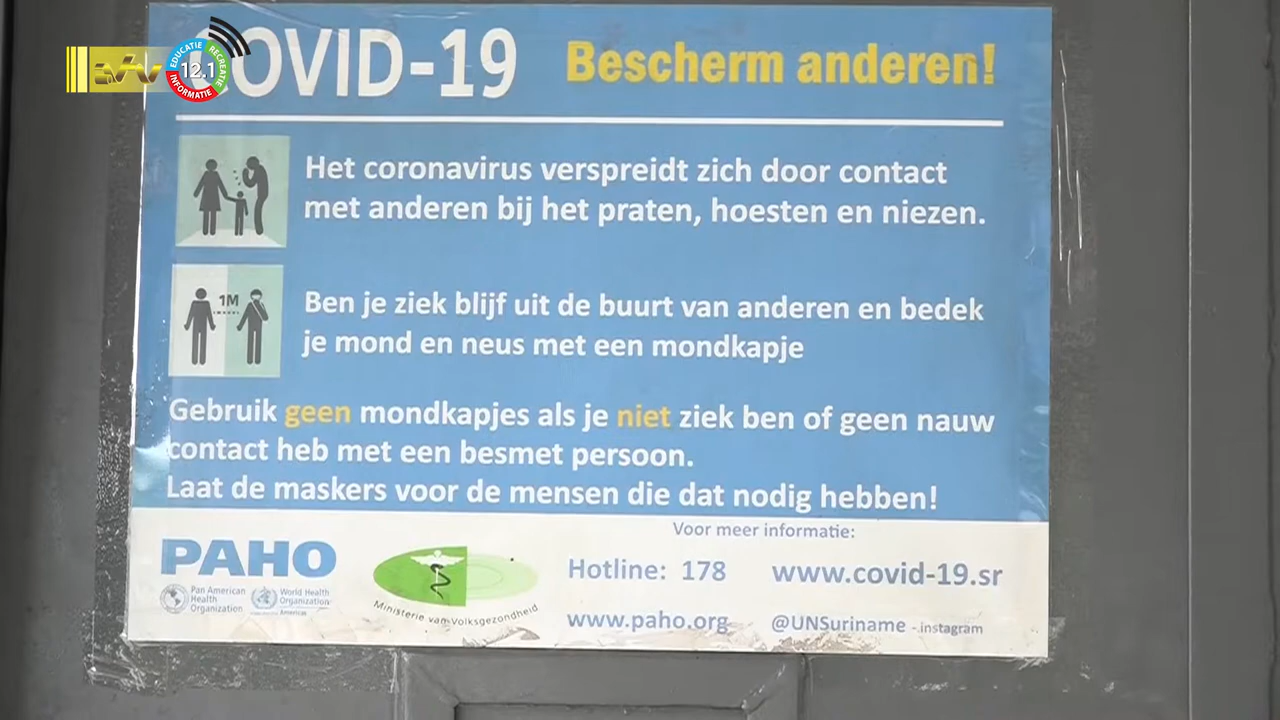 EDUCATIE
RECREATIE
INFORMATIE
12.1
COVID-19 Bescherm anderen!
Het coronavirus verspreidt zich door contact
met anderen bij het praten, hoesten en niezen.
1M
Ben je ziek blijf uit de buurt van anderen en bedek
je mond en neus met een mondkapje
Gebruik geen mondkapjes als je niet ziek ben of geen nauw
contact heb met een besmet persoon.
Laat de maskers voor de mensen die dat nodig hebben!
Voor meer informatie:
PAHO
Pan American
Health
Organization
World Health
Organization
Americas
Ministerie van Volksgezondheid
Hotline: 178 www.covid-19.sr
www.paho.org @UNSuriname - instagram